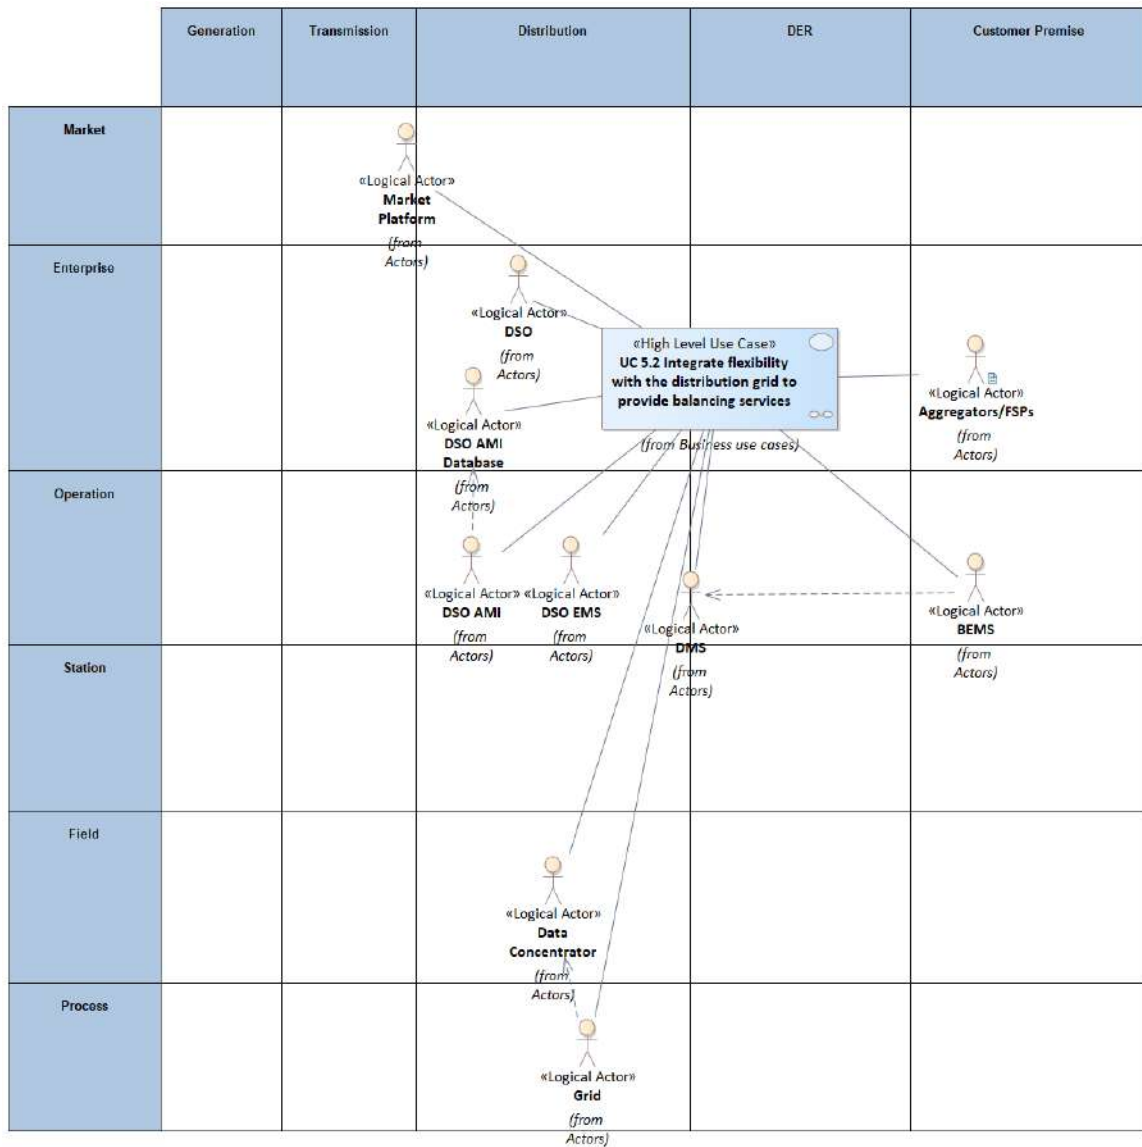 Generation
Transmission
Distribution
DER
Customer Premise
Market
«Logical Actor»
Market
Platform
(from
Actors)
Enterprise
«Logical Actor»
DSO
(from
Actors)
«High Level Use Case»
UC 5.2 Integrate flexibility
with the distribution grid to
provide balancing services
(from Business use cases)
«Logical Actor»
Aggregators/FSPs
(from
Actors)
«Logical Actor»
DSO AMI
Database
(from
Actors)
Operation
«Logical Actor»
DSO AMI
(from
Actors)
«Logical Actor»
DSO EMS
(from
Actors)
«Logical Actor»
DMS
(from
Actors)
«Logical Actor»
BEMS
(from
Actors)
Station
Field
«Logical Actor»
Data
Concentrator
(from
Actors)
Process
«Logical Actor»
Grid
(from
Actors)